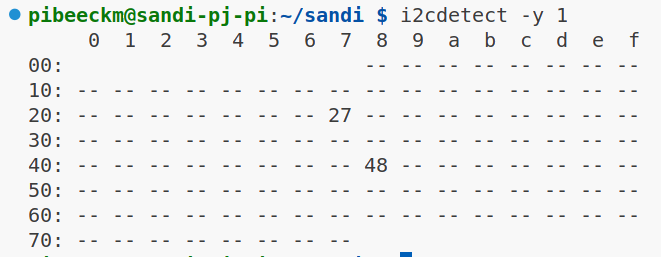 pibeeckm@sandi-pj-pi:~/sandi $ i2cdetect -y 1
     0  1  2  3  4  5  6  7  8  9  a  b  c  d  e  f
00:                         -- -- -- -- -- -- -- --
10: -- -- -- -- -- -- -- -- -- -- -- -- -- -- -- --
20: -- -- -- -- -- -- -- 27 -- -- -- -- -- -- -- --
30: -- -- -- -- -- -- -- -- -- -- -- -- -- -- -- --
40: -- -- -- -- -- -- -- -- 48 -- -- -- -- -- -- --
50: -- -- -- -- -- -- -- -- -- -- -- -- -- -- -- --
60: -- -- -- -- -- -- -- -- -- -- -- -- -- -- -- --
70: -- -- -- -- -- -- -- --